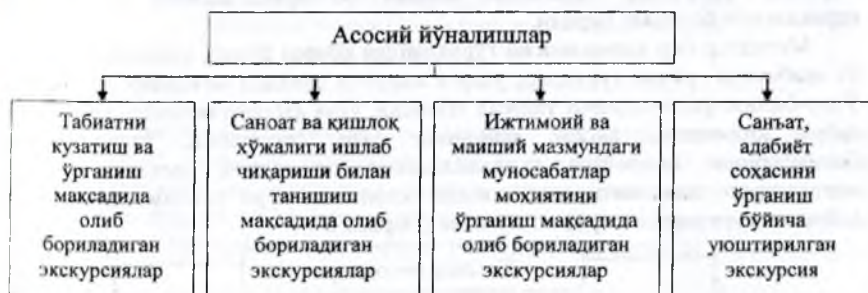 Асосий йўналишлар
Табиатни
кузатиш ва
ўрганиш
мақсадида
олиб
бориладиган
экскурсиялар
Саноат ва қишлоқ
хўжалиги ишлаб
чиқариши билан
танишиш
мақсадида олиб
бориладиган
экскурсиялар
Ижтимоий ва
маиший мазмундаги
муносабатлар
моҳиятини
ўрганиш мақсадида
олиб бориладиган
экскурсиялар
Санъат,
адабиёт
соҳасини
ўрганиш
бўйича
уюштирилган
экскурсия